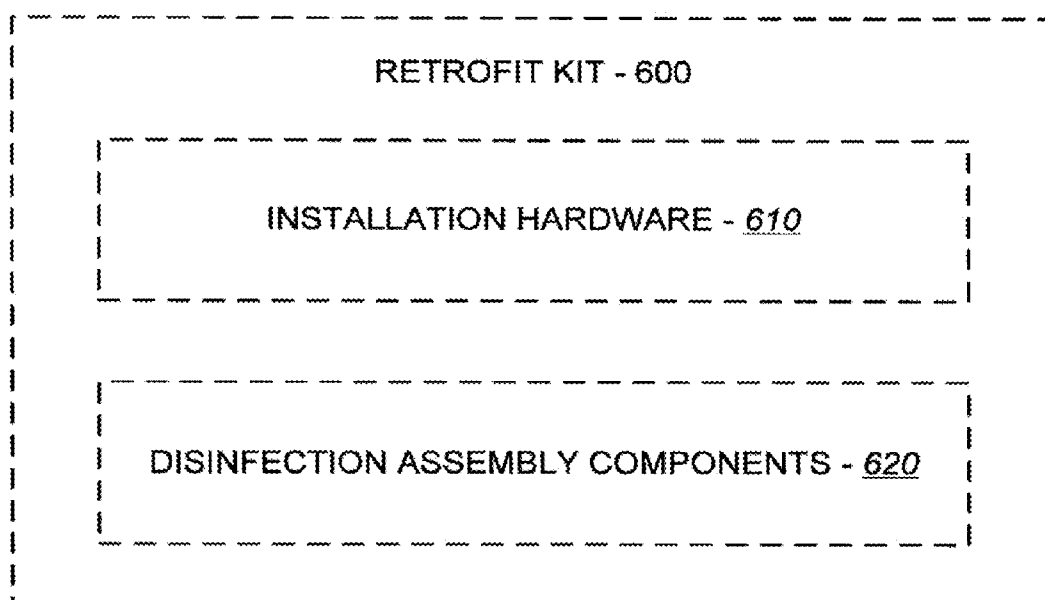 RETROFIT KIT - 600
INSTALLATION HARDWARE - 610
DISINFECTION ASSEMBLY COMPONENTS - 620